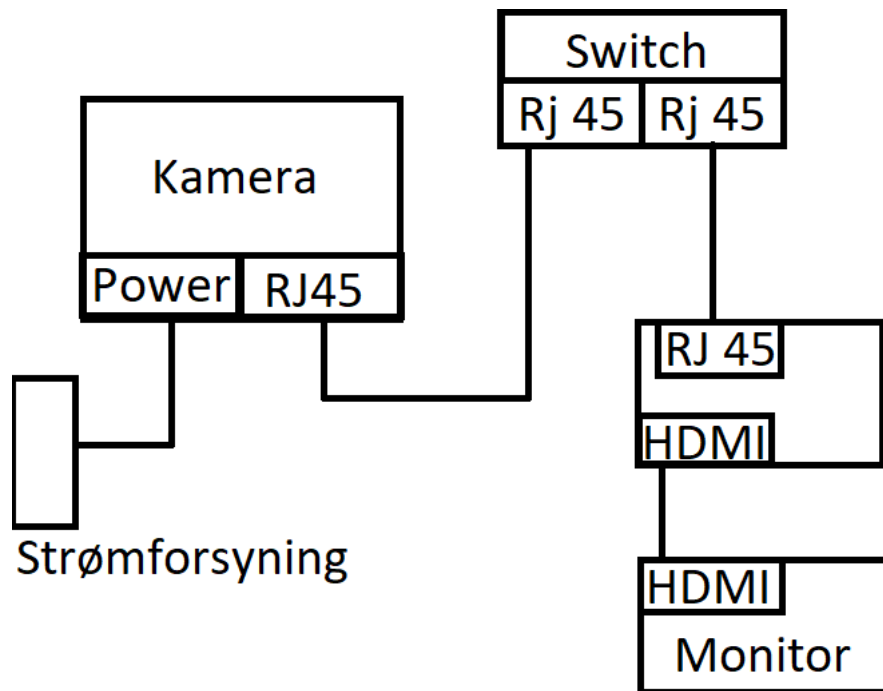 Switch
Rj 45 Rj 45
Kamera
Power RJ45
RJ 45
HDMI
Strømforsyning
HDMI
Monitor